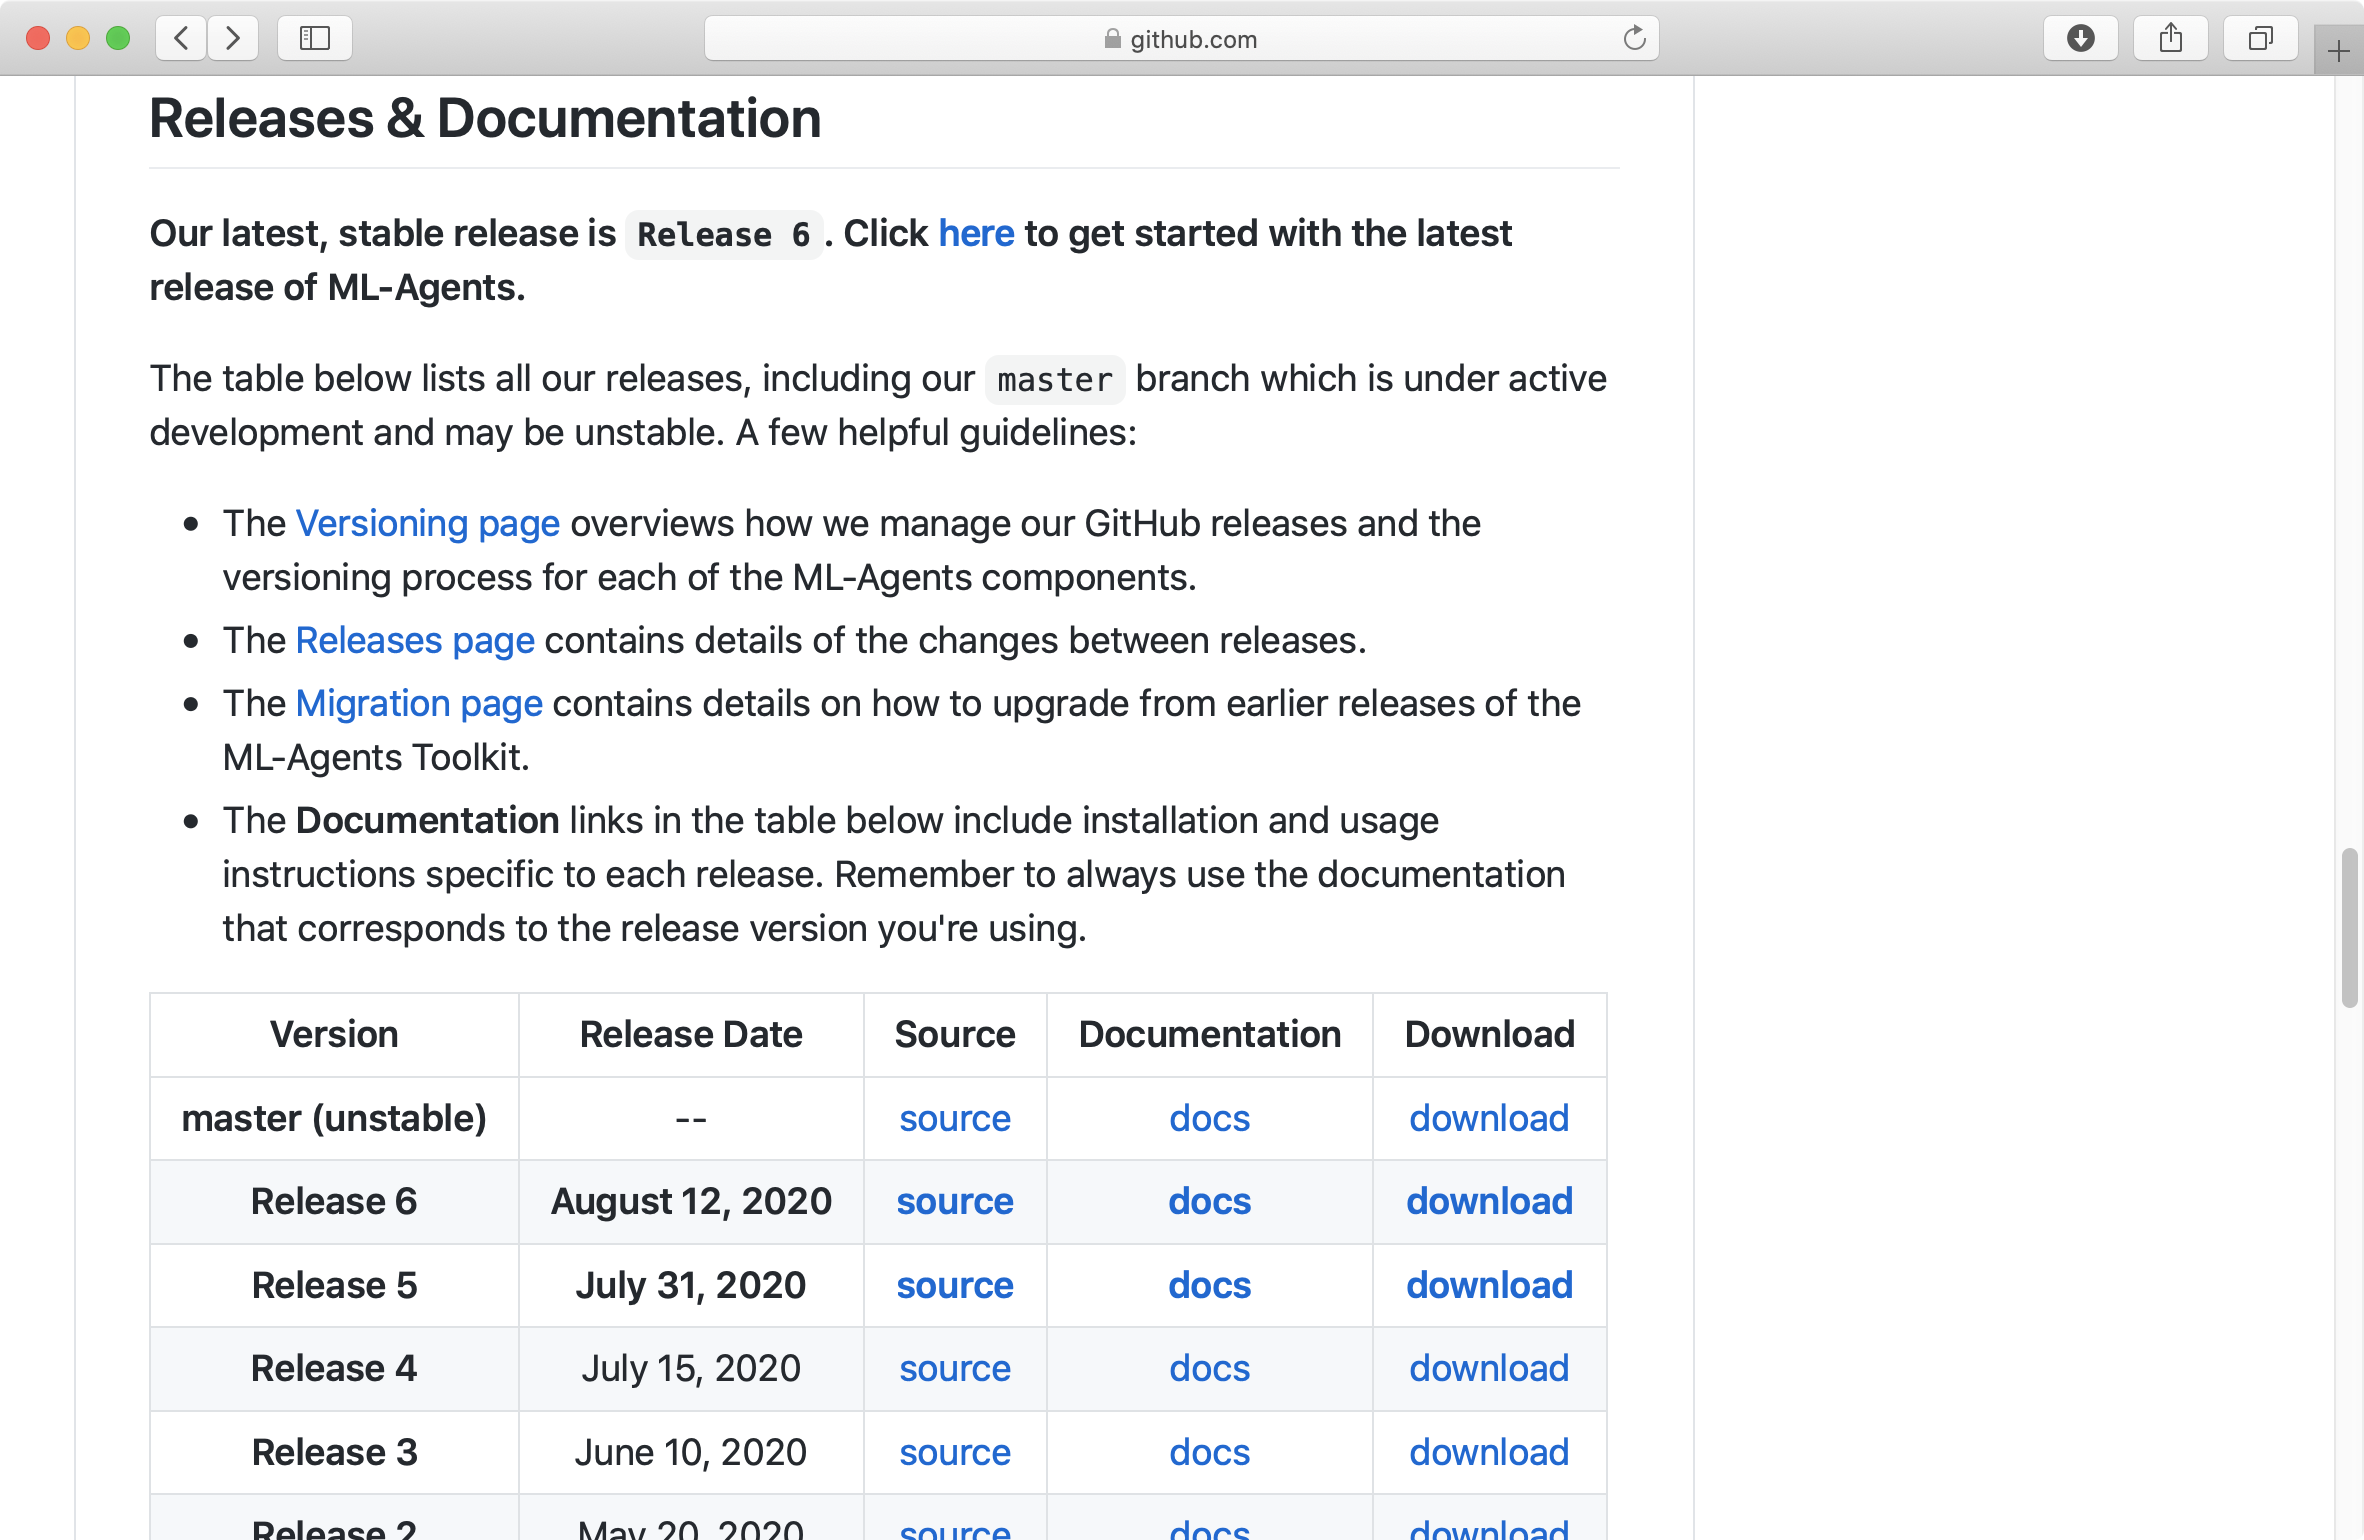 github.com
Releases & Documentation
Our latest, stable release is Release 6. Click here to get started with the latest
release of ML-Agents.
The table below lists all our releases, including our master branch which is under active
development and may be unstable. A few helpful guidelines:
The Versioning page overviews how we manage our GitHub releases and the
versioning process for each of the ML-Agents components.
The Releases page contains details of the changes between releases.
The Migration page contains details on how to upgrade from earlier releases of the
ML-Agents Toolkit.
The Documentation links in the table below include installation and usage
instructions specific to each release. Remember to always use the documentation
that corresponds to the release version you're using.
Version Release Date Source Documentation Download
master (unstable) -- source docs download
Release 6 August 12, 2020 source docs download
Release 5 July 31, 2020 source docs download
Release 4 July 15, 2020 source docs download
Release 3 June 10, 2020 source docs download
Release 2 May 20, 2020 source docs download